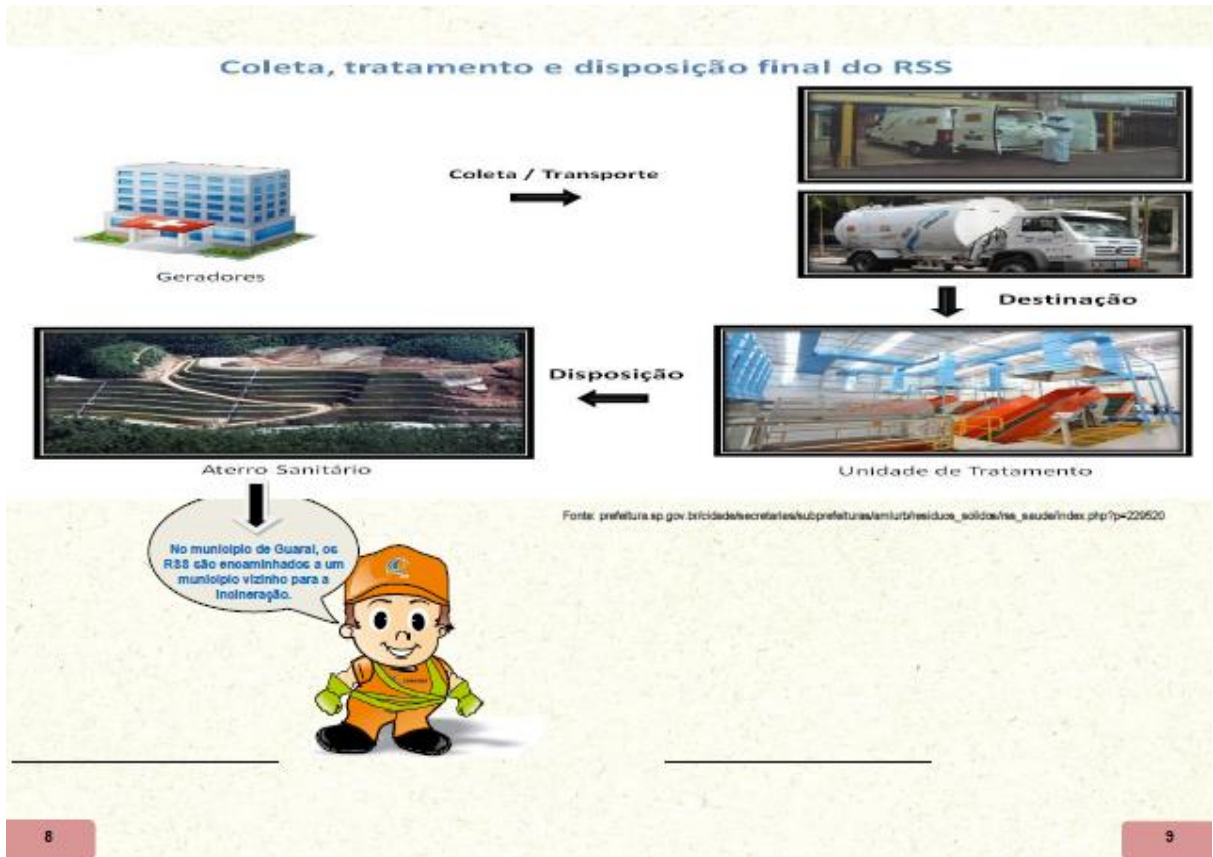 Coleta, tratamento e disposição final do RSS
Coleta / Transporte
Geradores
Destinação
Disposição
Aterro Sanitário
Unidade de Tratamento
Fonte: prefeitura.sp.gov.br/cidade/secretarias/subprefeituras/amlurb/residuos_solidos/rss_saude/index.php?p=229520
No município de Guaraí, os
RSS são encaminhados a um
município vizinho para a
incineração.
8
9